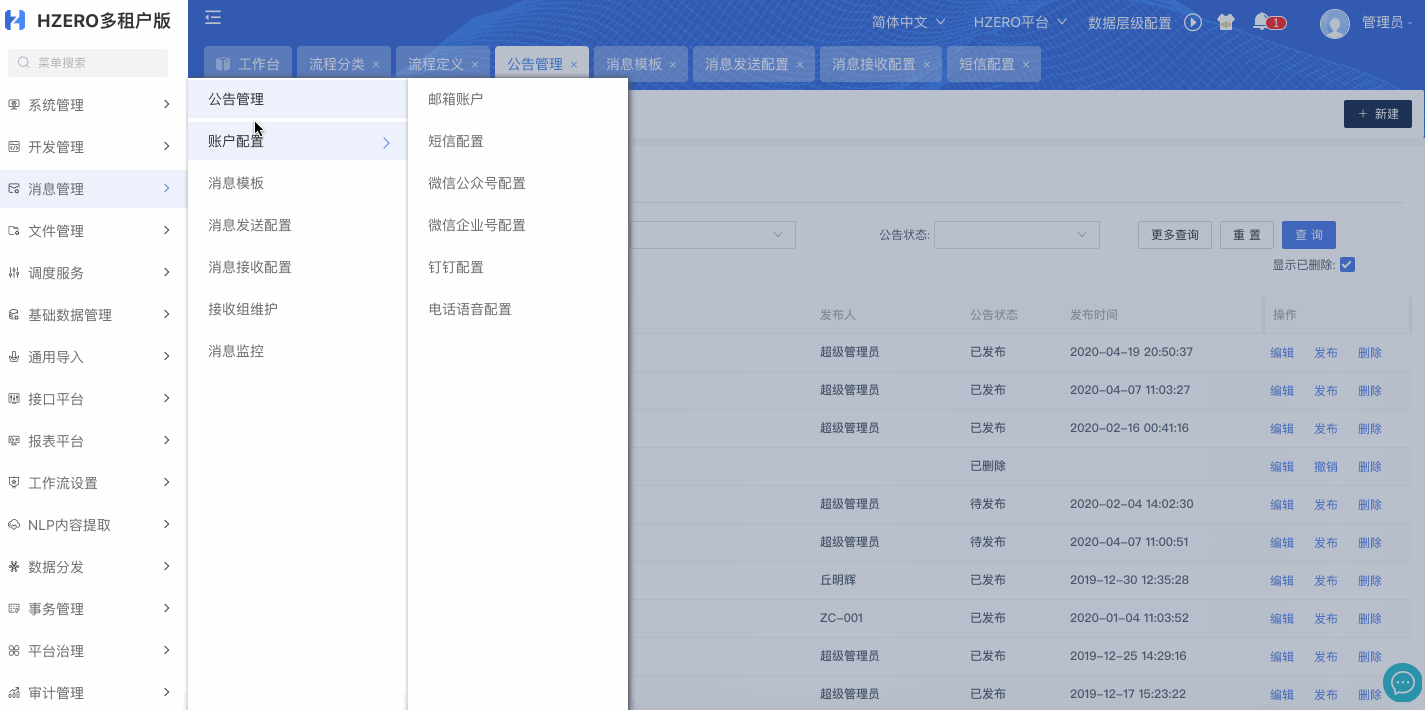 HZERO多租户版
简体中文 HZERO平台 数据层级配置 1 管理员
菜单搜索
工作台 流程分类 × 流程定义 × 公告管理 × 消息模板 × 消息发送配置 × 消息接收配置 × 短信配置 ×
系统管理
开发管理
消息管理
文件管理
调度服务
基础数据管理
通用导入
接口平台
报表平台
工作流设置
NLP内容提取
数据分发
事务管理
平台治理
审计管理
公告管理
账户配置
消息模板
消息发送配置
消息接收配置
接收组维护
消息监控
邮箱账户
短信配置
微信公众号配置
微信企业号配置
钉钉配置
电话语音配置
+ 新建
公告状态: 更多查询 重 置 查 询
显示已删除:
发布人 公告状态 发布时间 操作
超级管理员 已发布 2020-04-19 20:50:37 编辑 发布 删除
超级管理员 已发布 2020-04-07 11:03:27 编辑 发布 删除
超级管理员 已发布 2020-02-16 00:41:16 编辑 发布 删除
已删除 编辑 撤销 删除
超级管理员 待发布 2020-02-04 14:02:30 编辑 发布 删除
超级管理员 待发布 2020-04-07 11:00:51 编辑 发布 删除
丘明辉 已发布 2019-12-30 12:35:28 编辑 发布 删除
ZC-001 已发布 2020-01-04 11:03:52 编辑 发布 删除
超级管理员 已发布 2019-12-25 14:29:16 编辑 发布 删除
超级管理员 已发布 2019-12-17 15:23:22 编辑 发布 删除